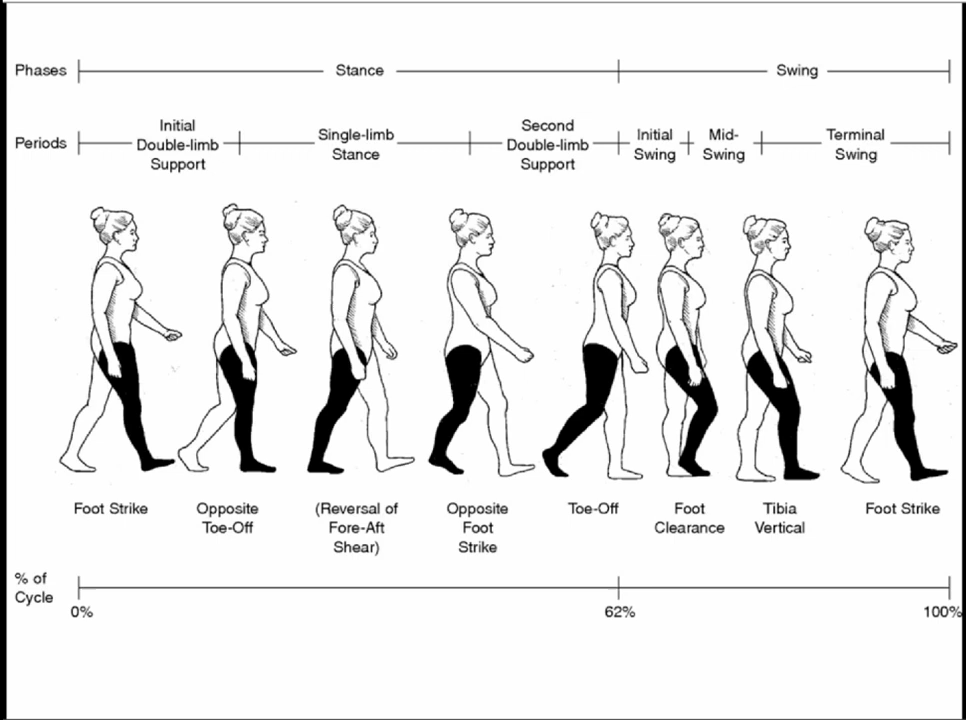 Phases Stance Swing
Periods
Initial
Double-limb
Support
Single-limb
Stance
Second
Double-limb
Support
Initial
Swing
Mid-
Swing
Terminal
Swing
Foot Strike
Opposite
Toe-Off
(Reversal of
Fore-Aft
Shear)
Opposite
Foot
Strike
Toe-Off
Foot
Clearance
Tibia
Vertical
Foot Strike
% of
Cycle
0% 62% 100%